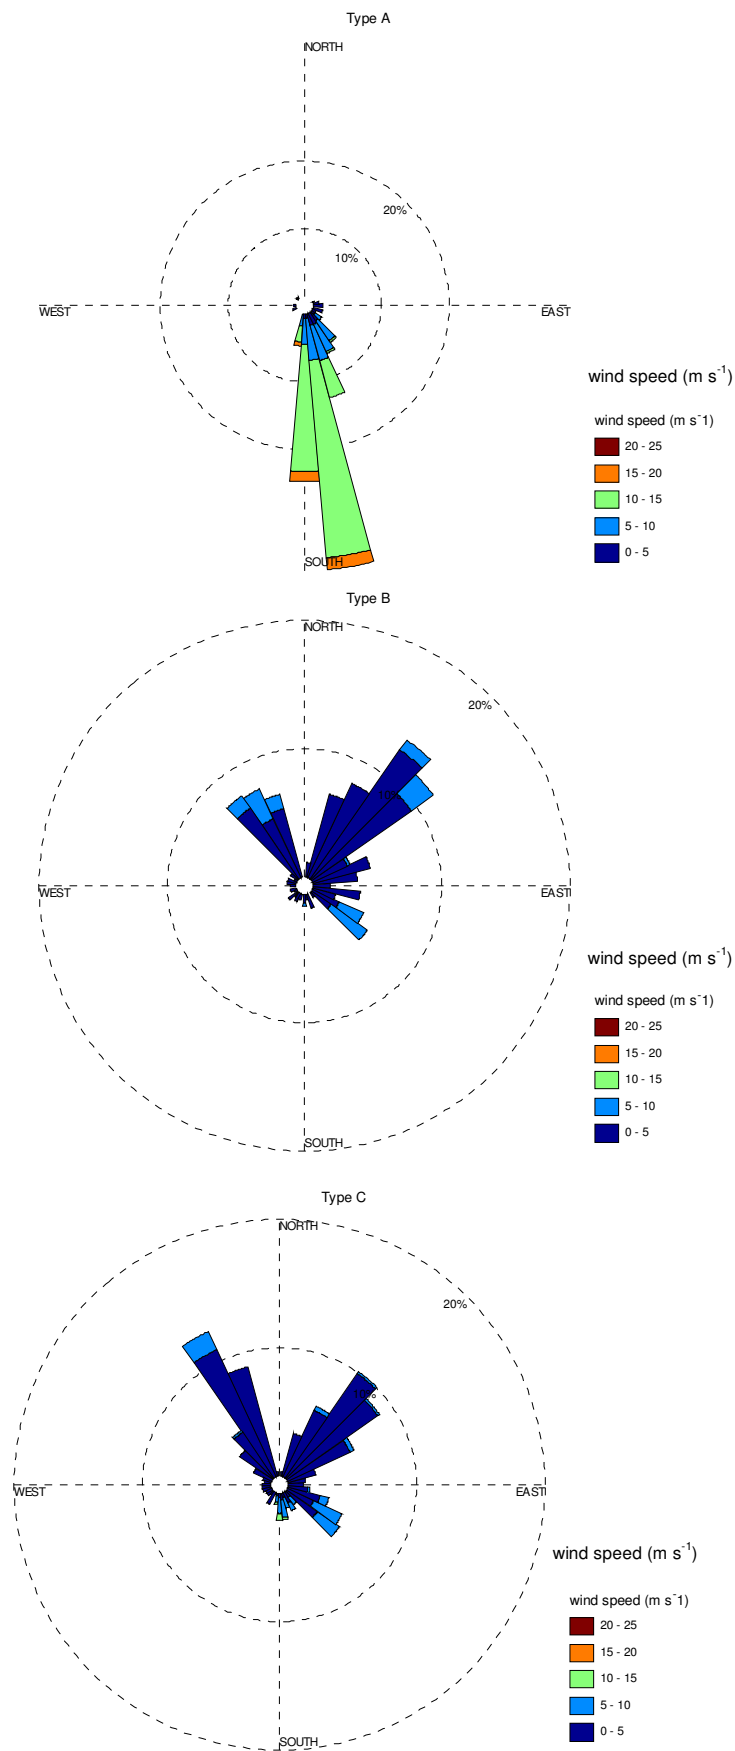 Type A
NORTH
20%
10%
WEST
EAST
wind speed (m s-1)
wind speed (m s-1)
20 - 25
15 - 20
10 - 15
5 - 10
0 - 5
SOUTH
Type B
NORTH
20%
10%
WEST
EAST
wind speed (m s-1)
wind speed (m s-1)
20 - 25
15 - 20
10 - 15
5 - 10
0 - 5
SOUTH
Type C
NORTH
20%
10%
WEST
EAST
wind speed (m s-1)
wind speed (m s-1)
20 - 25
15 - 20
10 - 15
5 - 10
0 - 5
SOUTH